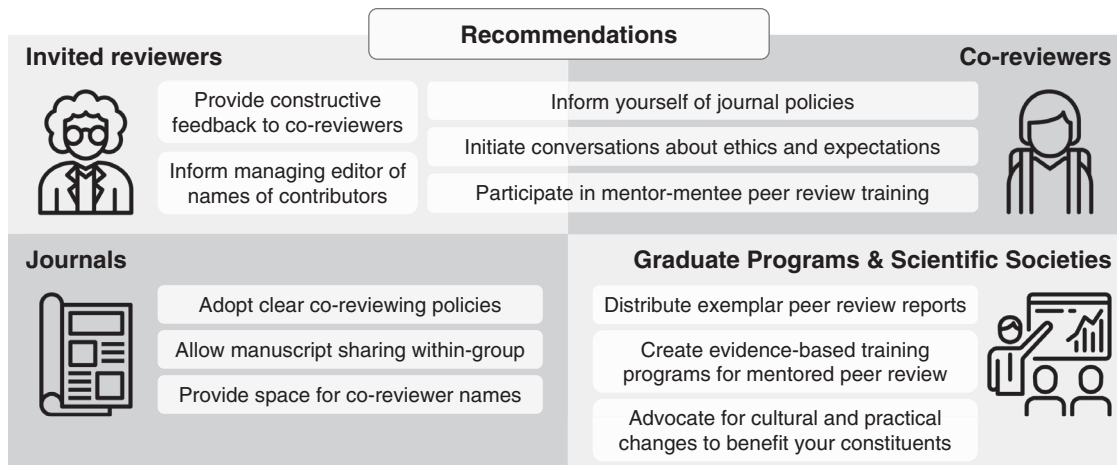 Recommendations
Invited reviewers
Provide constructive
feedback to co-reviewers
Inform managing editor of
names of contributors
Co-reviewers
Inform yourself of journal policies
Initiate conversations about ethics and expectations
Participate in mentor-mentee peer review training
Journals
Adopt clear co-reviewing policies
Allow manuscript sharing within-group
Provide space for co-reviewer names
Graduate Programs & Scientific Societies
Distribute exemplar peer review reports
Create evidence-based training
programs for mentored peer review
Advocate for cultural and practical
changes to benefit your constituents